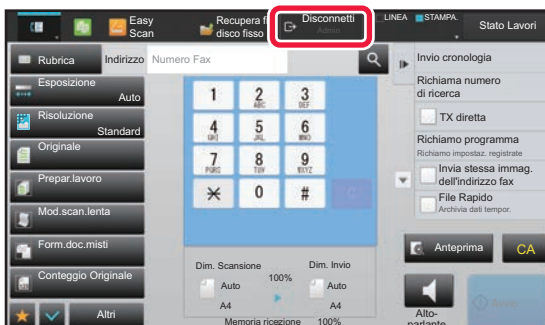 Easy
Scan
Recupera f
disco fisso
Disconnetti
Admin
LINEA
STAMPA.
Stato Lavori
Rubrica
Indirizzo
Numero Fax
Invio cronologia
Esposizione
Auto
Richiama numero
di ricerca
Risoluzione
Standard
TX diretta
Originale
Richiamo programma
Richiamo impostaz. registrate
Prepar.lavoro
Invia stessa immag.
dell'indirizzo fax
Mod.scan.lenta
File Rapido
Archivia dati tempor.
1
2
ABC
3
DEF
4
GHI
5
JKL
6
MNO
7
PQRS
8
TUV
9
WXYZ
0
#
C
Form.doc.misti
Anteprima
CA
Conteggio Originale
Dim. Scansione
Dim. Invio
100%
Auto
Auto
A4
A4
Altri
Memoria ricezione
100%
Alto-
parlante